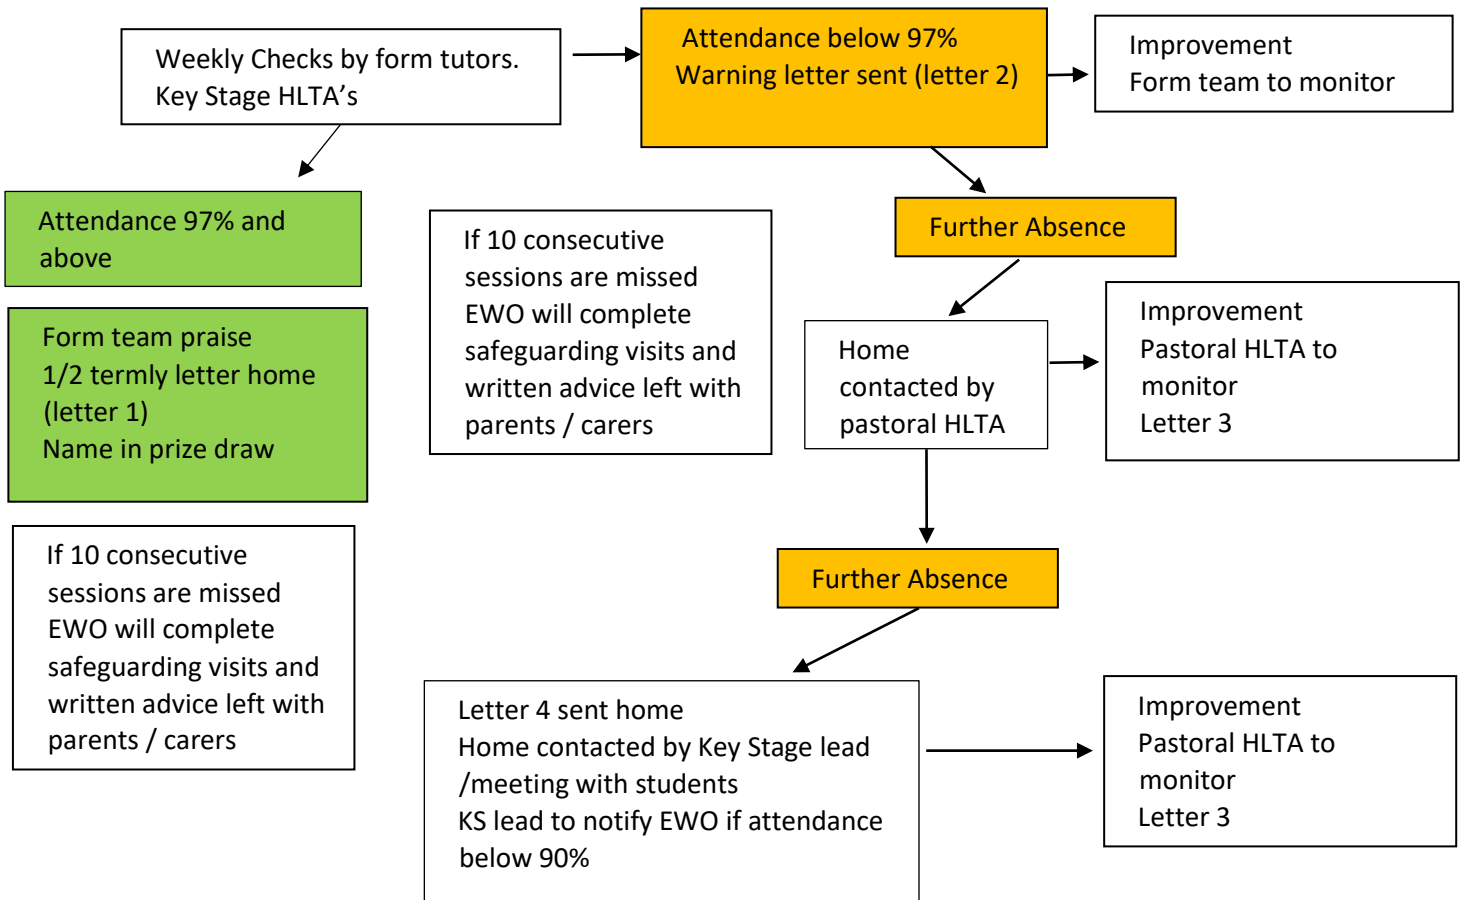 Weekly Checks by form tutors.
Key Stage HLTA’s
Attendance below 97%
Warning letter sent (letter 2)
Improvement
Form team to monitor
Attendance 97% and
above
If 10 consecutive
sessions are missed
EWO will complete
safeguarding visits and
written advice left with
parents / carers
Further Absence
Form team praise
1/2 termly letter home
(letter 1)
Name in prize draw
Home
contacted by
pastoral HLTA
Improvement
Pastoral HLTA to
monitor
Letter 3
If 10 consecutive
sessions are missed
EWO will complete
safeguarding visits and
written advice left with
parents / carers
Further Absence
Letter 4 sent home
Home contacted by Key Stage lead
/meeting with students
KS lead to notify EWO if attendance
below 90%
Improvement
Pastoral HLTA to
monitor
Letter 3